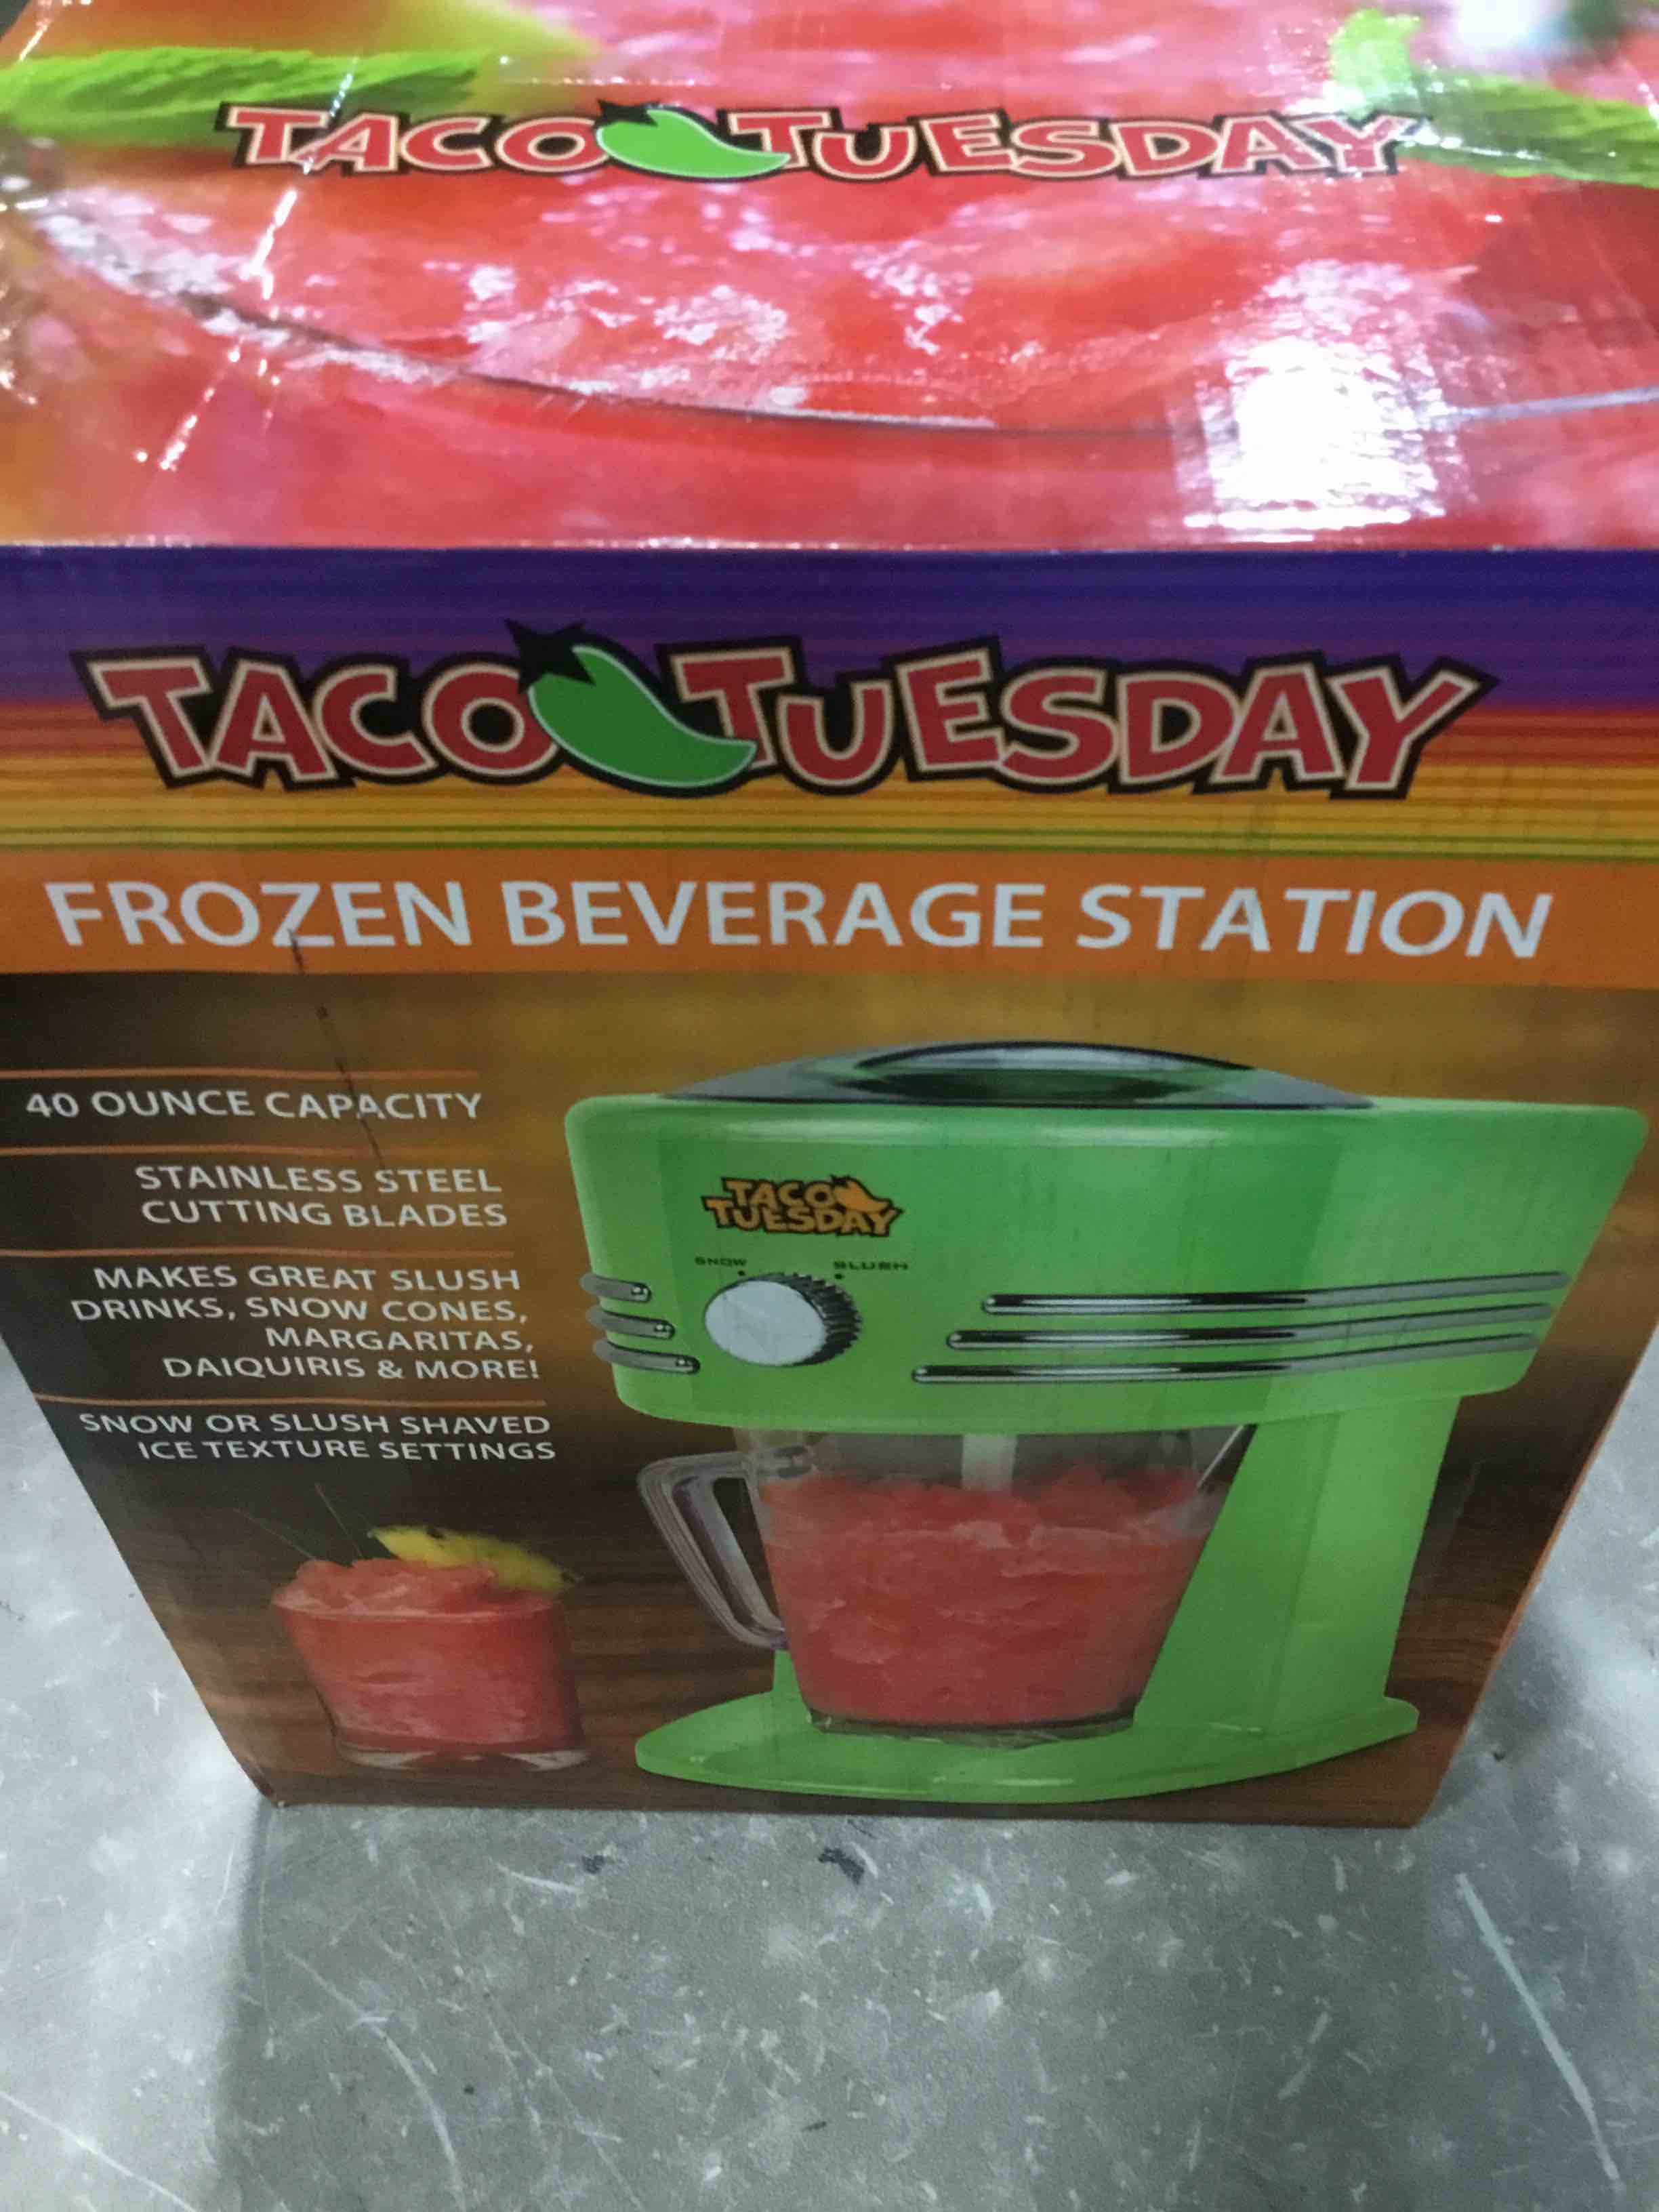 TACO TUESDAY
TACO TUESDAY
FROZEN BEVERAGE STATION
40 OUNCE CAPACITY
STAINLESS STEEL
CUTTING BLADES
MAKES GREAT SLUSH
DRINKS, SNOW CONES,
MARGARITAS,
DAIQUIRIS & MORE!
SNOW OR SLUSH SHAVED
ICE TEXTURE SETTINGS
TACO
TUESDAY
SNOW SLUSH